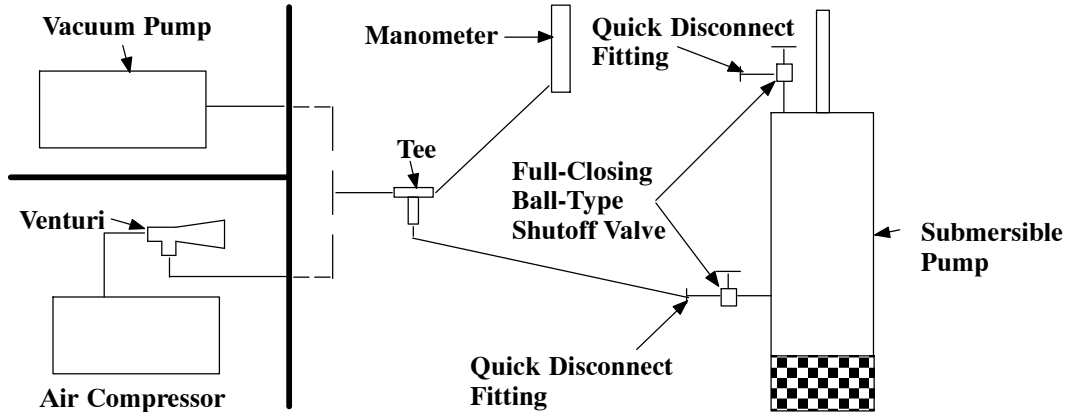 Vacuum Pump
Manometer
Quick Disconnect
Fitting
Tee
Full-Closing
Ball-Type
Shutoff Valve
Venturi
Submersible
Pump
Quick Disconnect
Fitting
Air Compressor